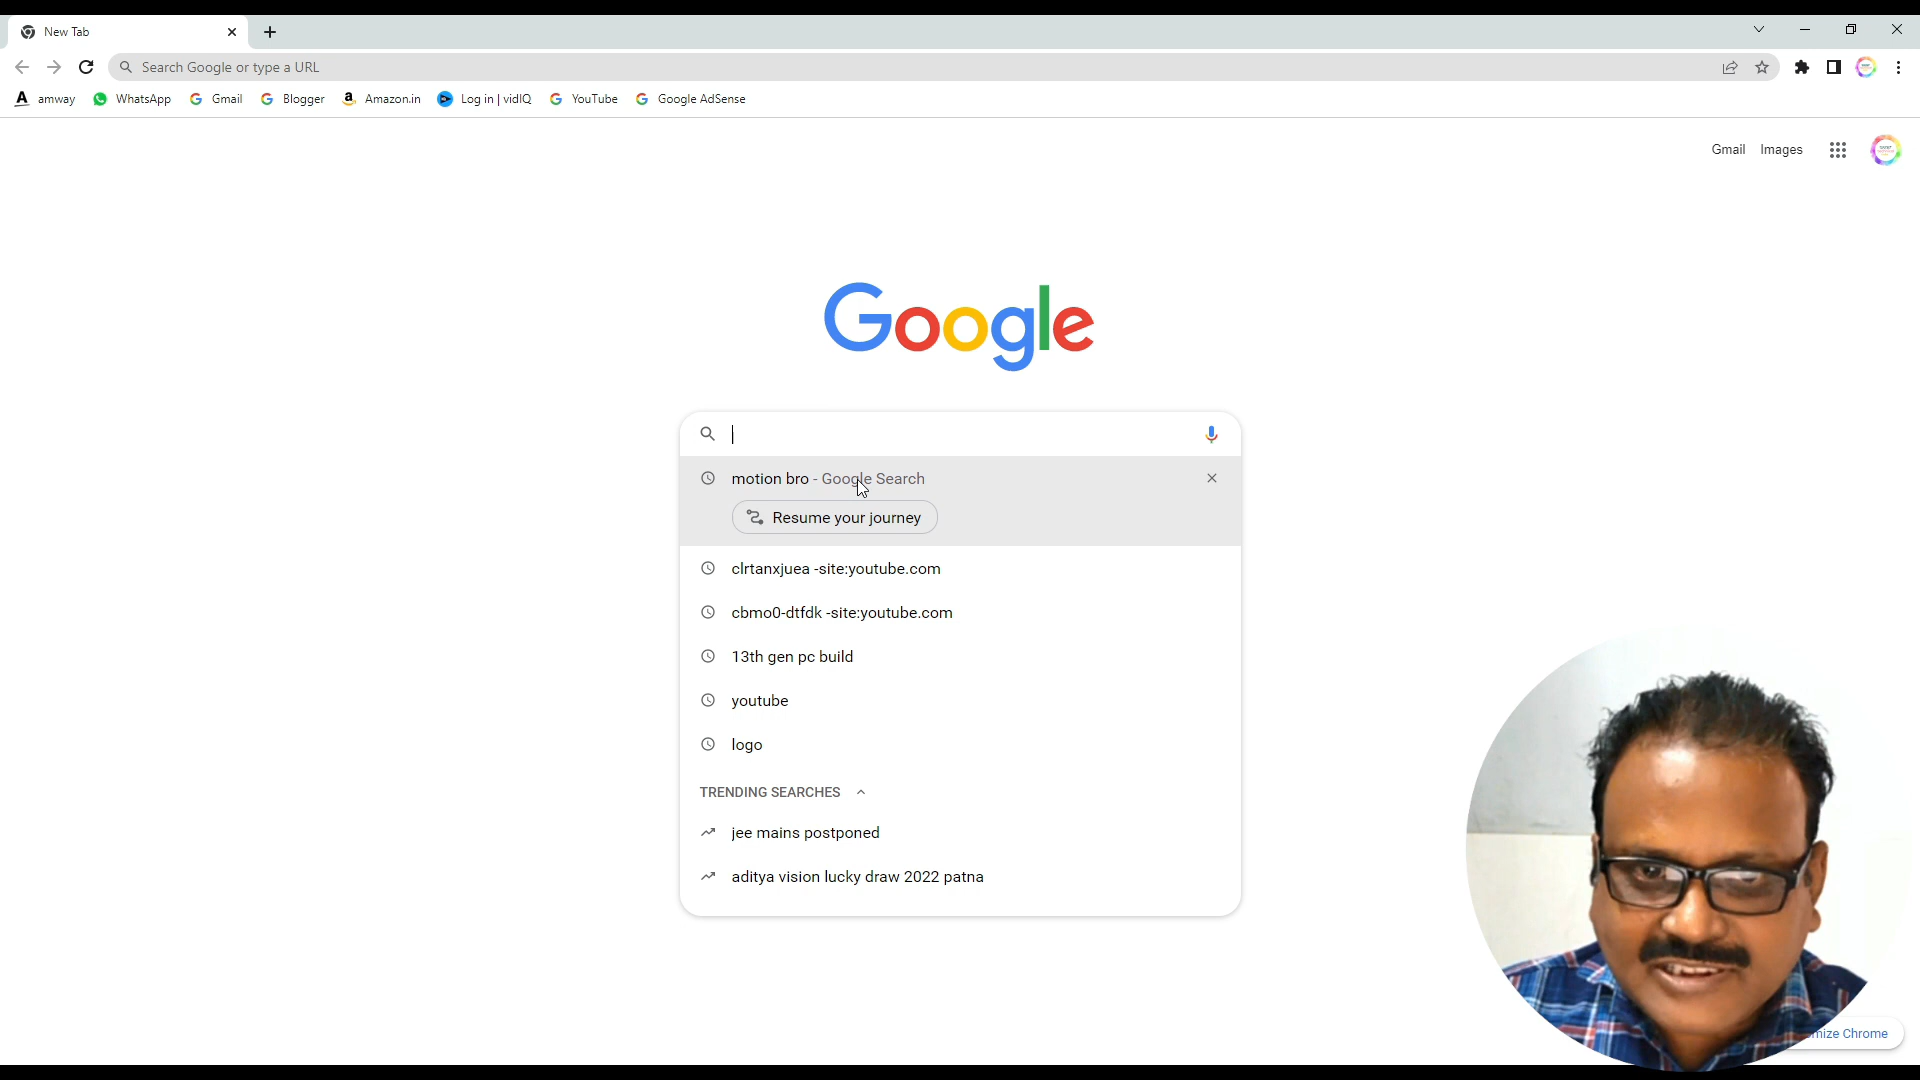 New Tab
Search Google or type a URL
amway WhatsApp Gmail Blogger Amazon.in Log in | vidIQ YouTube Google AdSense
Gmail Images
Google
motion bro - Google Search
Resume your journey
clrtanxjuea -site:youtube.com
cbmo0-dtfdk -site:youtube.com
13th gen pc build
youtube
logo
TRENDING SEARCHES
jee mains postponed
aditya vision lucky draw 2022 patna
mize Chrome